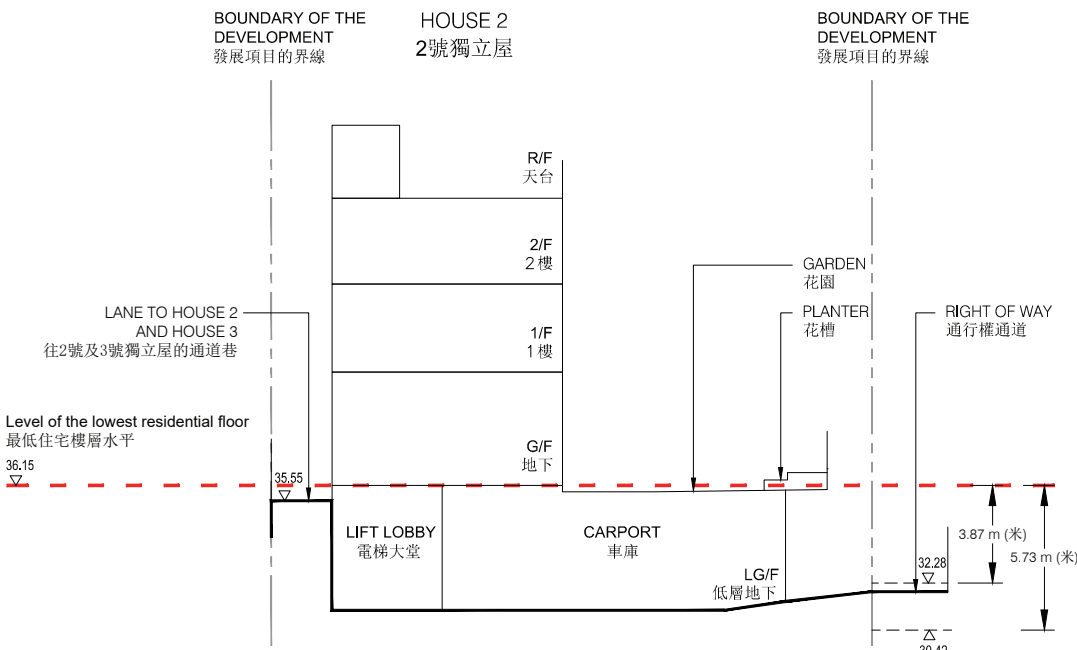 BOUNDARY OF THE
DEVELOPMENT
發展項目的界線
HOUSE 2
2號獨立屋
BOUNDARY OF THE
DEVELOPMENT
發展項目的界線
R/F
天台
2/F
2樓
GARDEN
花園
LANE TO HOUSE 2
AND HOUSE 3
往2號及3號獨立屋的通道巷
1/F
1樓
PLANTER
花槽
RIGHT OF WAY
通行權通道
Level of the lowest residential floor
最低住宅樓層水平
36.15
35.55
G/F
地下
LIFT LOBBY
電梯大堂
CARPORT
車庫
3.87 m (米)
5.73 m (米)
32.28
LG/F
低層地下
30.42